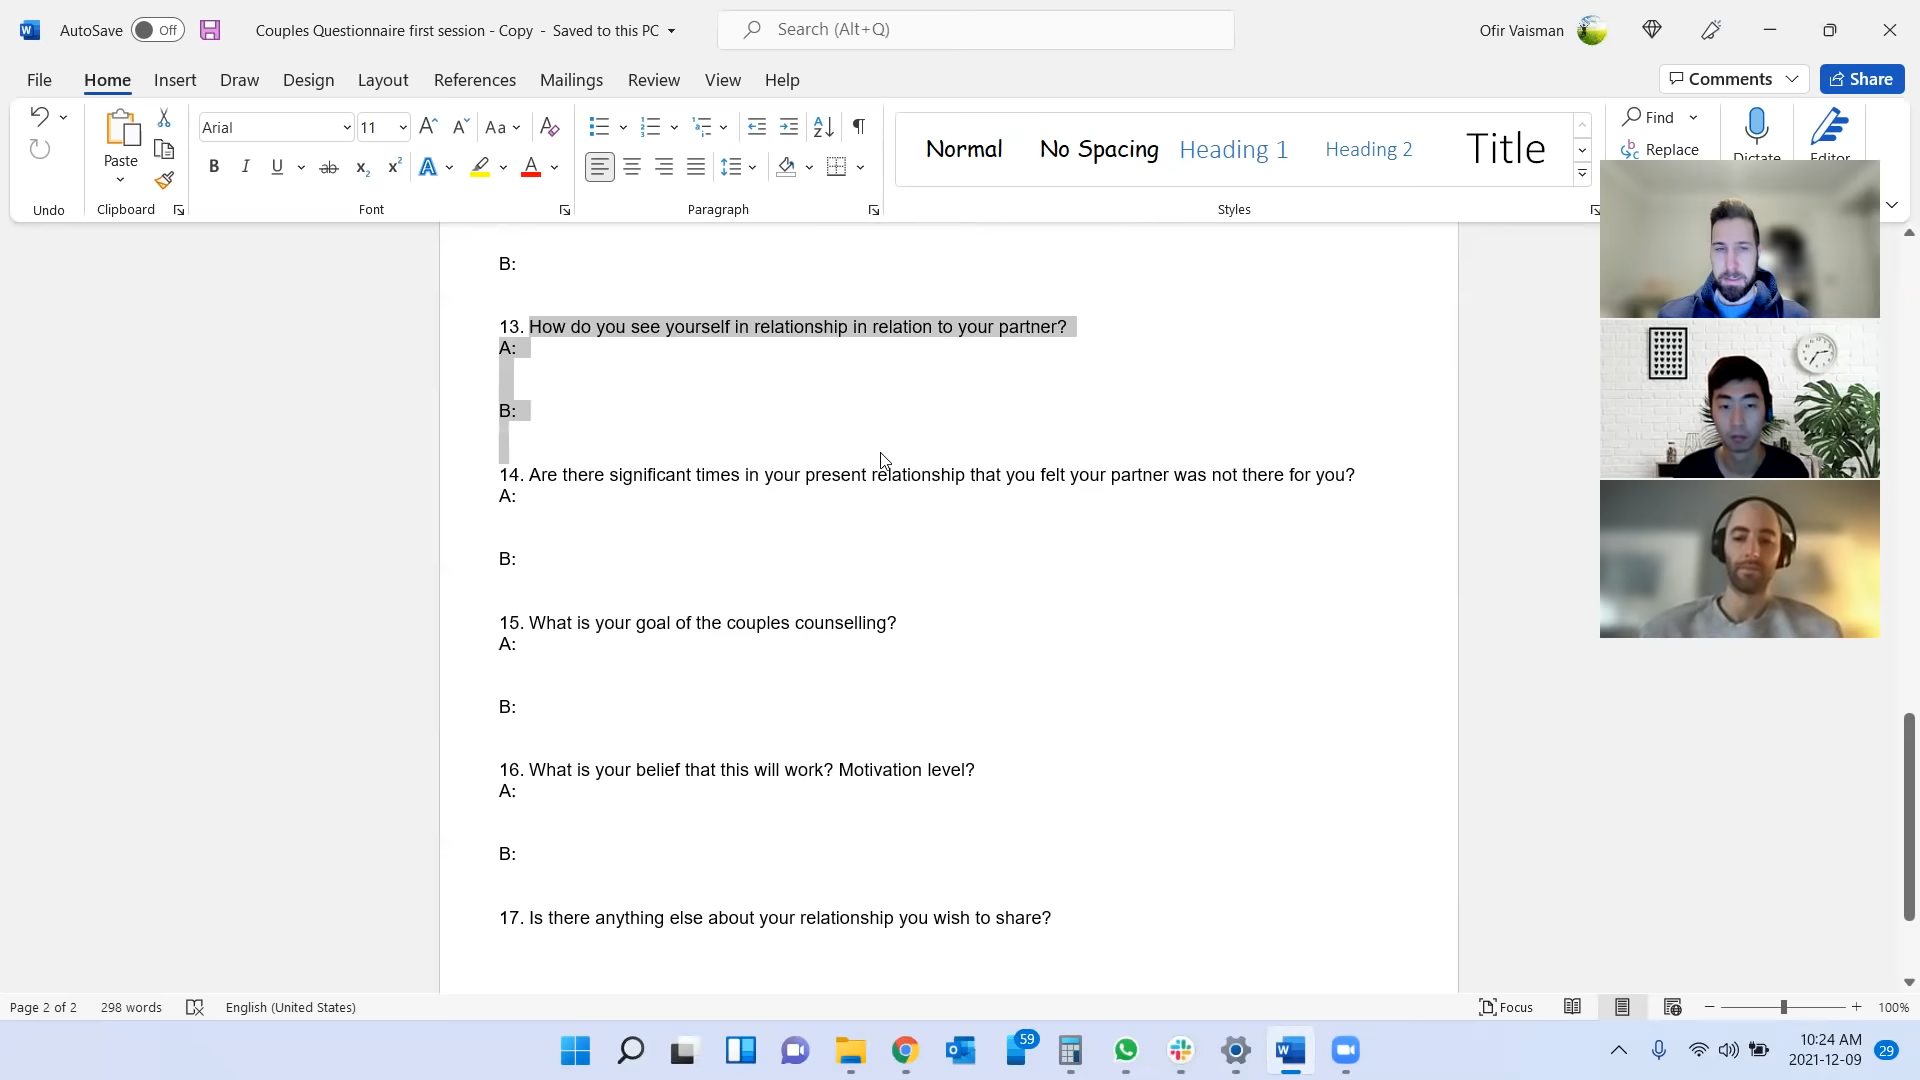 AutoSave Off Couples Questionnaire first session - Copy - Saved to this PC Search (Alt+Q) Ofir Vaisman
File Home Insert Draw Design Layout References Mailings Review View Help Comments Share
Arial 11 Aa Find
Paste Normal No Spacing Heading 1 Heading 2 Title Replace Dictate Editor
Undo Clipboard Font Paragraph Styles
B:
13. How do you see yourself in relationship in relation to your partner?
A:
B:
14. Are there significant times in your present relationship that you felt your partner was not there for you?
A:
B:
15. What is your goal of the couples counselling?
A:
B:
16. What is your belief that this will work? Motivation level?
A:
B:
17. Is there anything else about your relationship you wish to share?
Page 2 of 2 298 words English (United States) Focus 100%
59
10:24 AM
2021-12-09 29